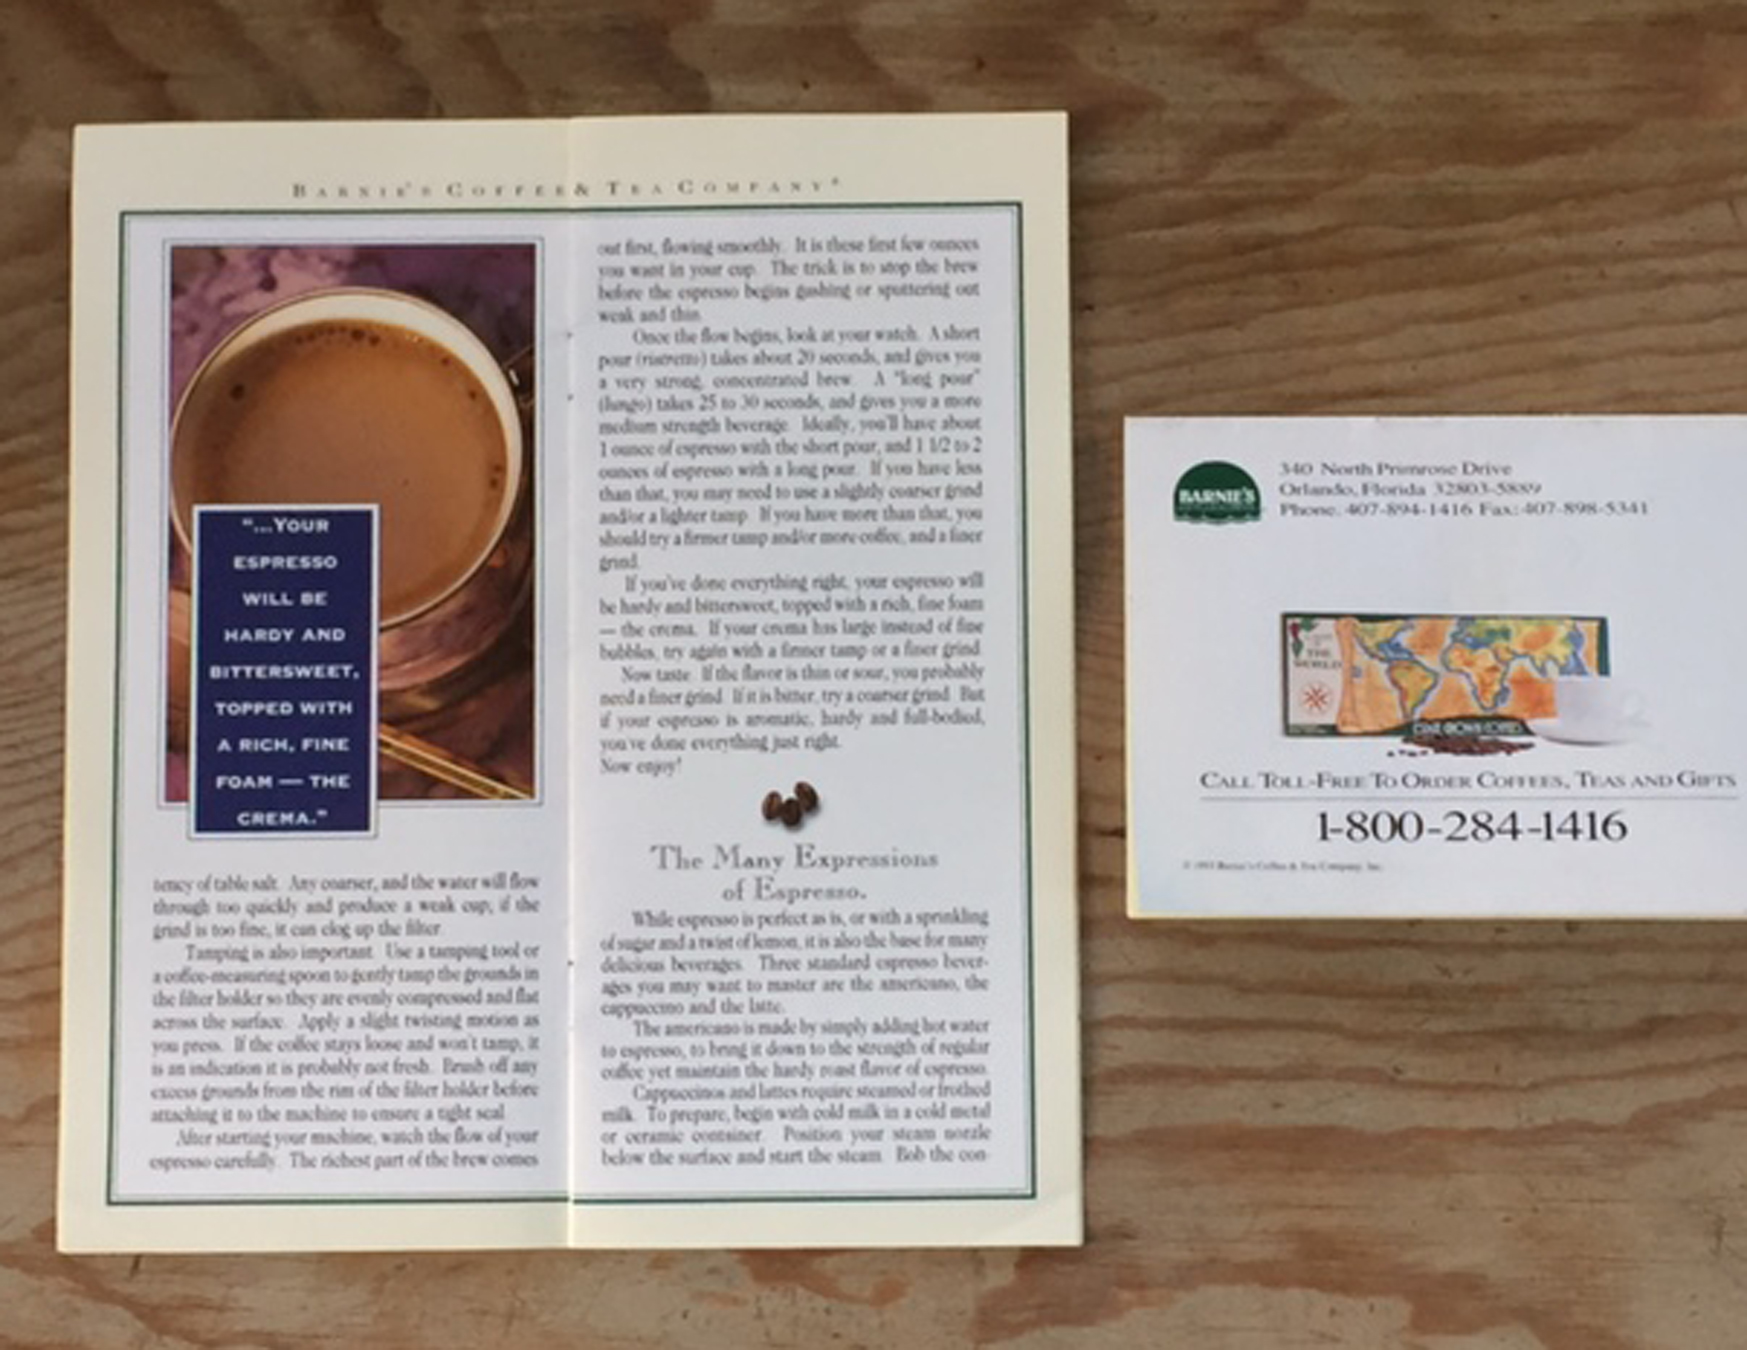 BARNIE'S COFFEE & TEA COMPANY®
"...YOUR
ESPRESSO
WILL BE
HARDY AND
BITTERSWEET,
TOPPED WITH
A RICH, FINE
FOAM — THE
CREMA."
tency of table salt. Any coarser, and the water will flow
through too quickly and produce a weak cup; if the
grind is too fine, it can clog up the filter.
Tamping is also important. Use a tamping tool or
a coffee-measuring spoon to gently tamp the grounds in
the filter holder so they are evenly compressed and flat
across the surface. Apply a slight twisting motion as
you press. If the coffee stays loose and won't tamp, it
is an indication it is probably not fresh. Brush off any
excess grounds from the rim of the filter holder before
attaching it to the machine to ensure a tight seal.
After starting your machine, watch the flow of your
espresso carefully. The richest part of the brew comes
out first, flowing smoothly. It is these first few ounces
you want in your cup. The trick is to stop the brew
before the espresso begins gushing or sputtering out
weak and thin.
Once the flow begins, look at your watch. A short
pour (riscretto) takes about 20 seconds, and gives you
a very strong, concentrated brew. A "long pour"
(lungo) takes 25 to 30 seconds, and gives you a more
medium strength beverage. Ideally, you'll have about
1 ounce of espresso with the short pour, and 1 1/2 to 2
ounces of espresso with a long pour. If you have less
than that, you may need to use a slightly coarser grind
and/or a lighter tamp. If you have more than that, you
should try a firmer tamp and/or more coffee, and a finer
grind.
If you've done everything right, your espresso will
be hardy and bittersweet, topped with a rich, fine foam
— the crema. If your crema has large instead of fine
bubbles, try again with a firmer tamp or a finer grind.
Now taste. If the flavor is thin or sour, you probably
need a finer grind. If it is bitter, try a coarser grind. But
if your espresso is aromatic, hardy and full-bodied,
you've done everything just right.
Now enjoy!
The Many Expressions
of Espresso.
While espresso is perfect as is, or with a sprinkling
of sugar and a twist of lemon, it is also the base for many
delicious beverages. Three standard espresso bever-
ages you may want to master are the americano, the
cappuccino and the latte.
The americano is made by simply adding hot water
to espresso, to bring it down to the strength of regular
coffee yet maintain the hardy roast flavor of espresso.
Cappuccinos and lattes require steamed or frothed
milk. To prepare, begin with cold milk in a cold metal
or ceramic container. Position your steam nozzle
below the surface and start the steam. Bob the con-
BARNIE'S
340 North Primrose Drive
Orlando, Florida 32803-5889
Phone: 407-894-1416 Fax: 407-898-5341
THE
WORLD
CALL TOLL-FREE TO ORDER COFFEES, TEAS AND GIFTS
1-800-284-1416
Barnie's Coffee & Tea Company, Inc.